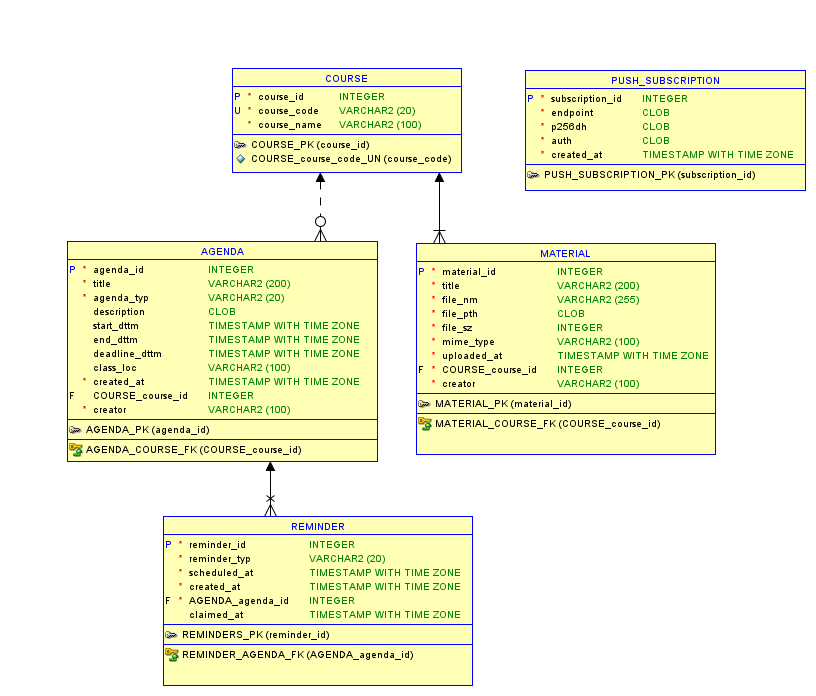 COURSE
P * course_id INTEGER
U * course_code VARCHAR2 (20)
* course_name VARCHAR2 (100)
COURSE_PK (course_id)
COURSE_course_code_UN (course_code)
PUSH_SUBSCRIPTION
P * subscription_id INTEGER
* endpoint CLOB
* p256dh CLOB
* auth CLOB
* created_at TIMESTAMP WITH TIME ZONE
PUSH_SUBSCRIPTION_PK (subscription_id)
AGENDA
P * agenda_id INTEGER
* title VARCHAR2 (200)
* agenda_typ VARCHAR2 (20)
description CLOB
start_dttm TIMESTAMP WITH TIME ZONE
end_dttm TIMESTAMP WITH TIME ZONE
deadline_dttm TIMESTAMP WITH TIME ZONE
class_loc VARCHAR2 (100)
* created_at TIMESTAMP WITH TIME ZONE
F COURSE_course_id INTEGER
* creator VARCHAR2 (100)
AGENDA_PK (agenda_id)
AGENDA_COURSE_FK (COURSE_course_id)
MATERIAL
P * material_id INTEGER
* title VARCHAR2 (200)
* file_nm VARCHAR2 (255)
* file_pth CLOB
* file_sz INTEGER
* mime_type VARCHAR2 (100)
* uploaded_at TIMESTAMP WITH TIME ZONE
F * COURSE_course_id INTEGER
* creator VARCHAR2 (100)
MATERIAL_PK (material_id)
MATERIAL_COURSE_FK (COURSE_course_id)
REMINDER
P * reminder_id INTEGER
* reminder_typ VARCHAR2 (20)
* scheduled_at TIMESTAMP WITH TIME ZONE
* created_at TIMESTAMP WITH TIME ZONE
F * AGENDA_agenda_id INTEGER
claimed_at TIMESTAMP WITH TIME ZONE
REMINDERS_PK (reminder_id)
REMINDER_AGENDA_FK (AGENDA_agenda_id)